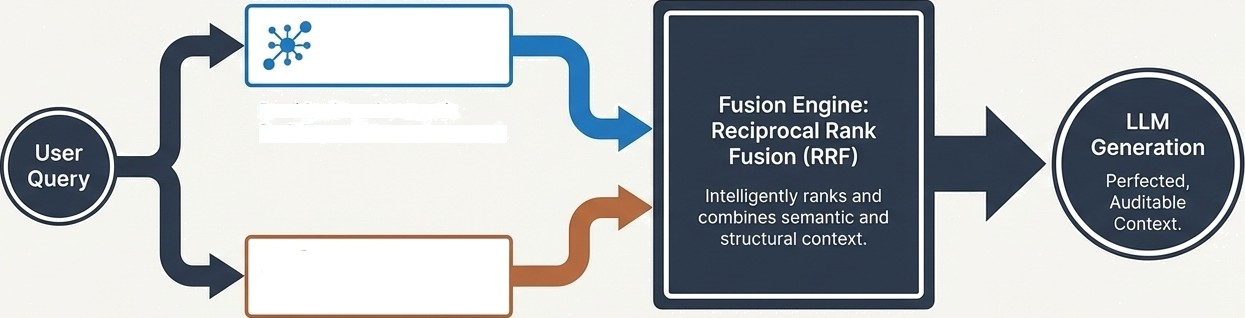 User
Query
Fusion Engine:
Reciprocal Rank
Fusion (RRF)
Intelligently ranks and
combines semantic and
structural context.
LLM
Generation
Perfected,
Auditable
Context.